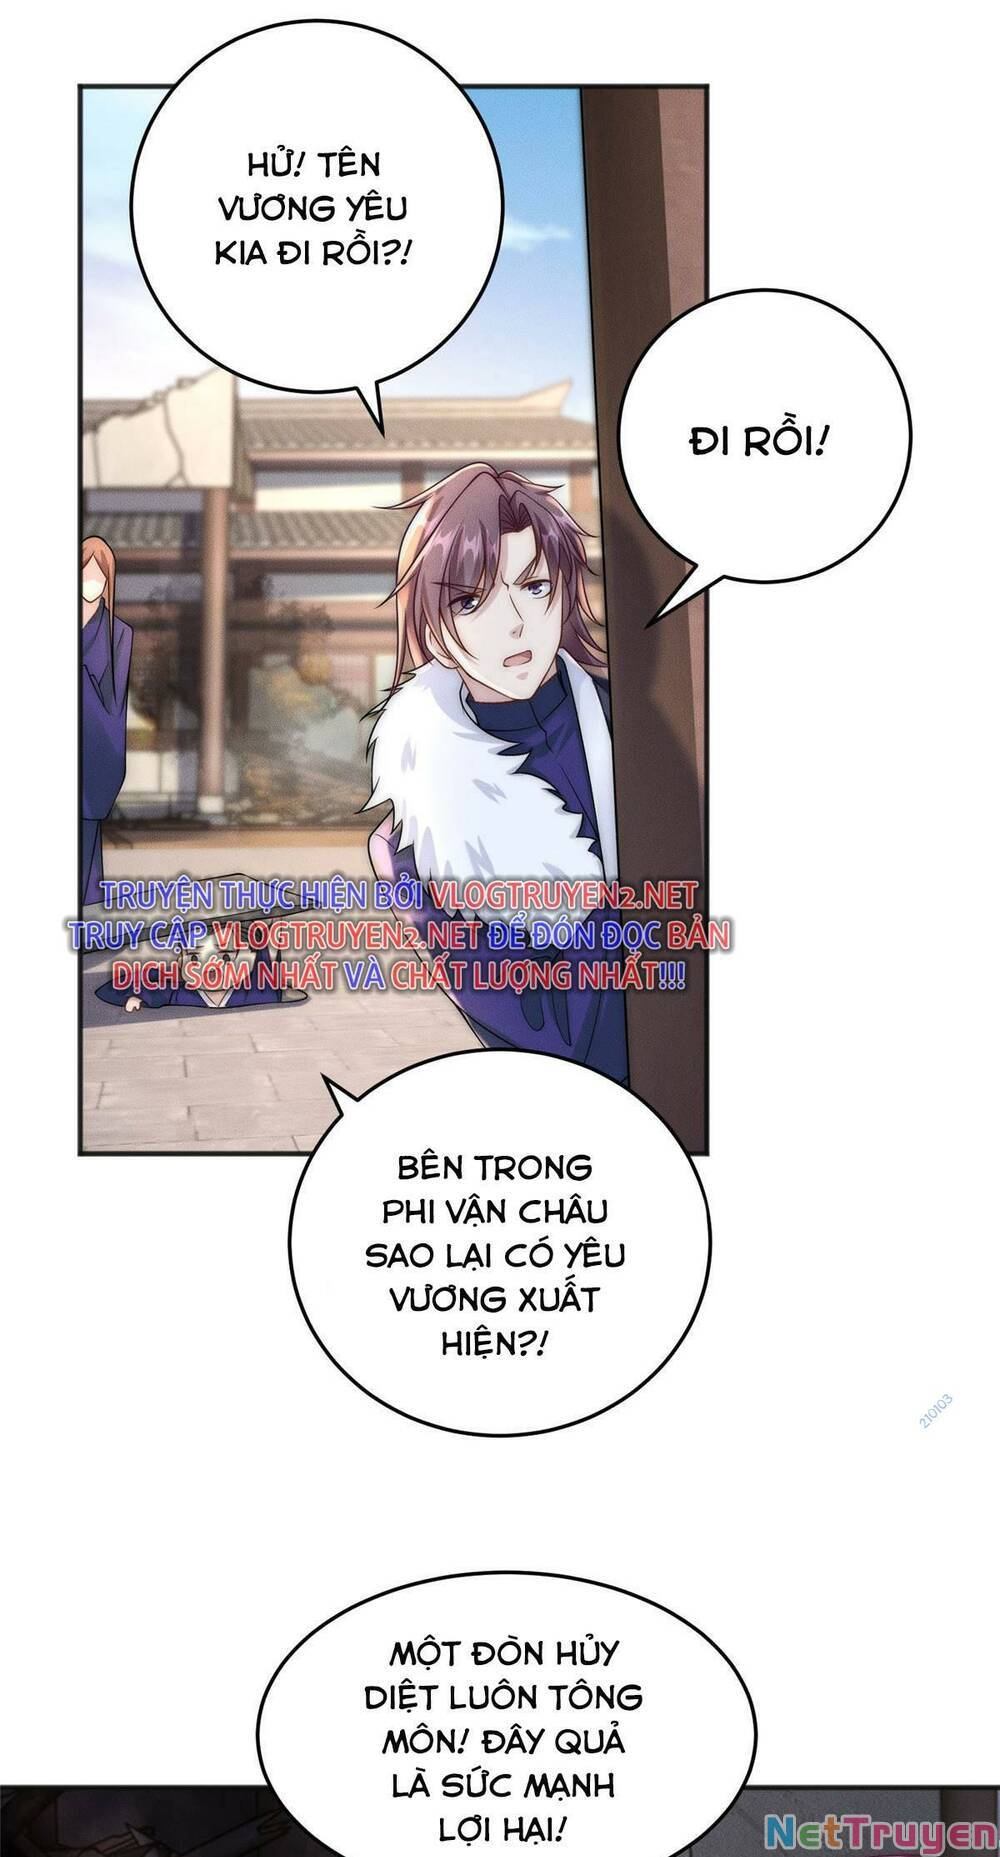 HỬ! TÊN
VƯƠNG YÊU
KIA ĐI RỒI?!
ĐI RỒI!
TRUYỆN THỰC HIỆN BỞI VLOGTRUYEN2.NET
TRUY CẬP VLOGTRUYEN2.NET ĐỂ ĐÓN ĐỌC BẢN
DỊCH SỚM NHẤT VÀ CHẤT LƯỢNG NHẤT!!!
BÊN TRONG
PHI VẬN CHÂU
SAO LẠI CÓ YÊU
VƯƠNG XUẤT
HIỆN?!
210103
MỘT ĐÒN HỦY
DIỆT LUÔN TÔNG
MÔN! ĐÂY QUẢ
LÀ SỨC MẠNH
LỢI HẠI!
NetTruyen